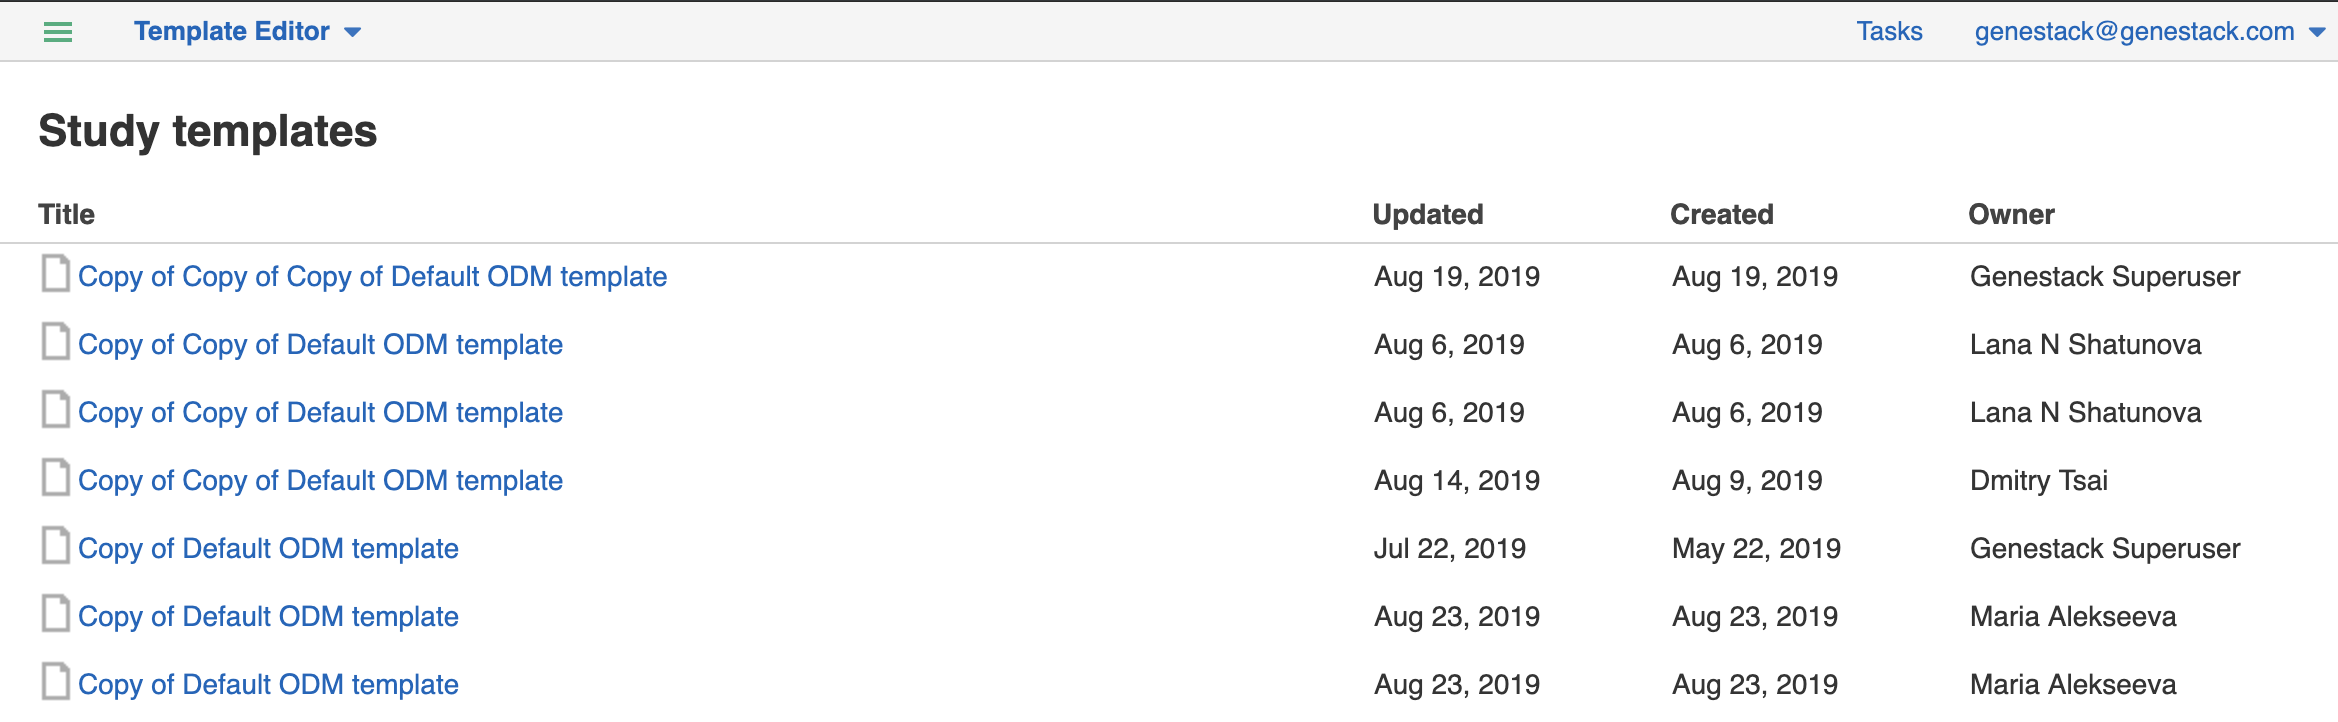 Template Editor Tasks genestack@genestack.com
Study templates
Title Updated Created Owner
Copy of Copy of Copy of Default ODM template Aug 19, 2019 Aug 19, 2019 Genestack Superuser
Copy of Copy of Default ODM template Aug 6, 2019 Aug 6, 2019 Lana N Shatunova
Copy of Copy of Default ODM template Aug 6, 2019 Aug 6, 2019 Lana N Shatunova
Copy of Copy of Default ODM template Aug 14, 2019 Aug 9, 2019 Dmitry Tsai
Copy of Default ODM template Jul 22, 2019 May 22, 2019 Genestack Superuser
Copy of Default ODM template Aug 23, 2019 Aug 23, 2019 Maria Alekseeva
Copy of Default ODM template Aug 23, 2019 Aug 23, 2019 Maria Alekseeva